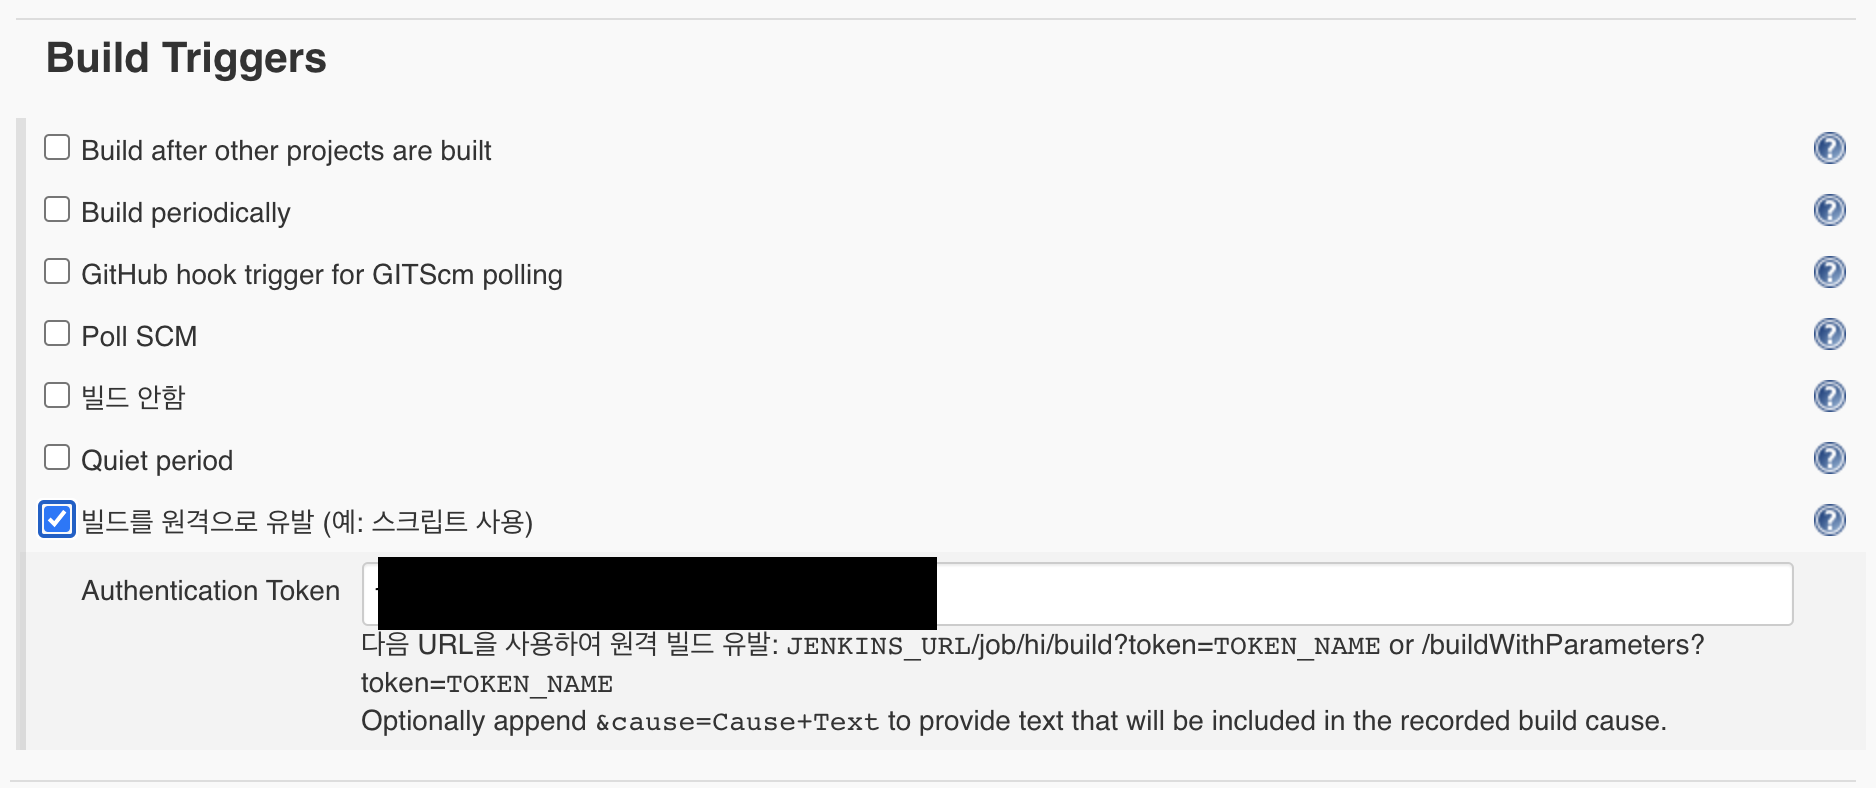 Build Triggers
Build after other projects are built
Build periodically
GitHub hook trigger for GITScm polling
Poll SCM
빌드 안함
Quiet period
빌드를 원격으로 유발 (예: 스크립트 사용)
Authentication Token
다음 URL을 사용하여 원격 빌드 유발: JENKINS_URL/job/hi/build?token=TOKEN_NAME or /buildWithParameters?
token=TOKEN_NAME
Optionally append &cause=Cause+Text to provide text that will be included in the recorded build cause.